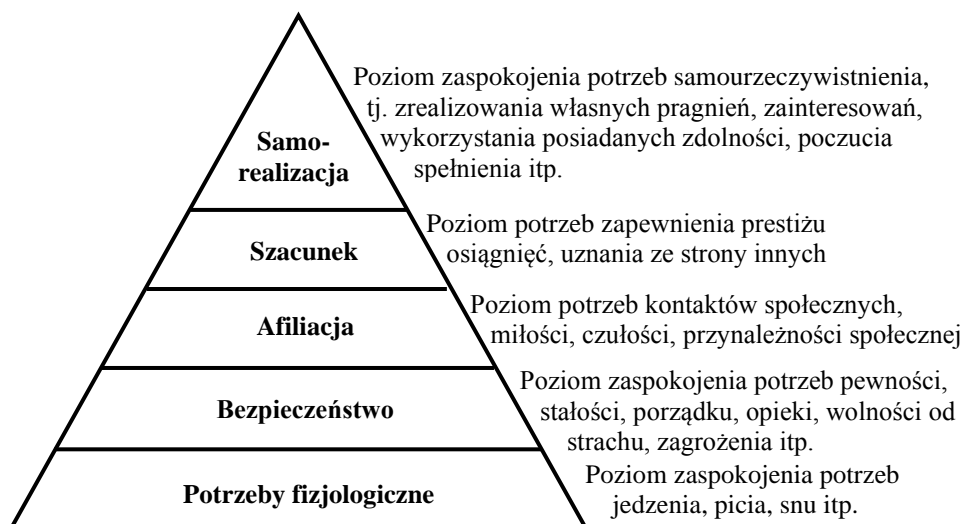 Poziom zaspokojenia potrzeb samourzeczywistnienia,
tj. zrealizowania własnych pragnień, zainteresowań,
wykorzystania posiadanych zdolności, poczucia
spełnienia itp.
Samo-
realizacja
Poziom potrzeb zapewnienia prestiżu
osiągnięć, uznania ze strony innych
Szacunek
Poziom potrzeb kontaktów społecznych,
miłości, czułości, przynależności społecznej
Afiliacja
Poziom zaspokojenia potrzeb pewności,
stałości, porządku, opieki, wolności od
strachu, zagrożenia itp.
Bezpieczeństwo
Poziom zaspokojenia potrzeb
jedzenia, picia, snu itp.
Potrzeby fizjologiczne